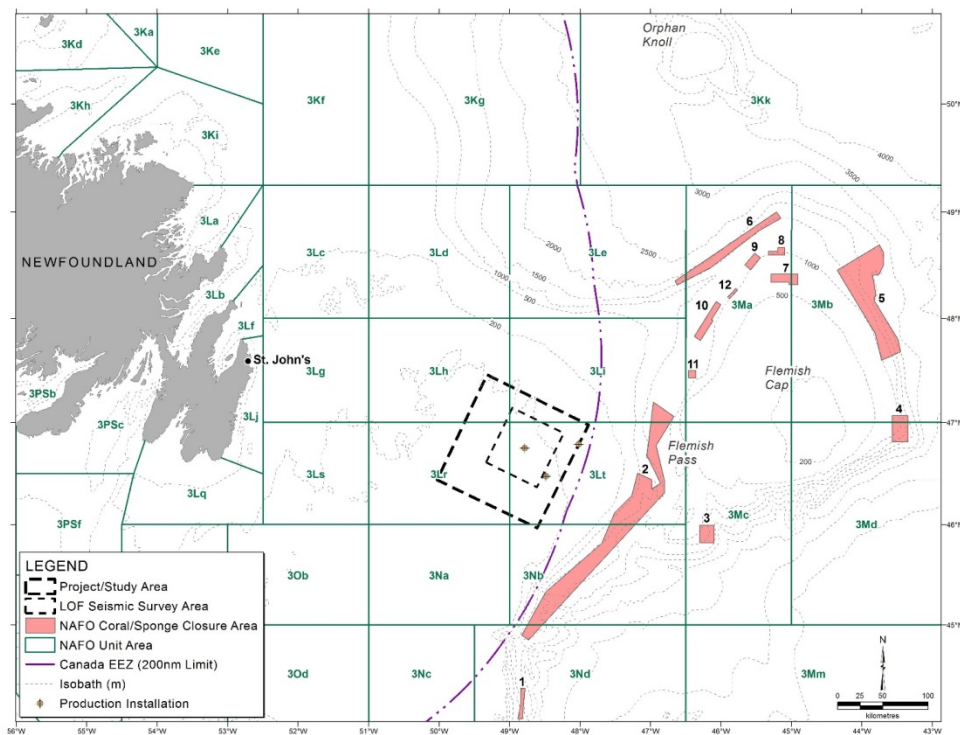 Orphan
Knoll
3Kd
3Ka
3Ke
3Kf
3Kg
3Kk
3Kh
3Ki
50°N
4000
3500
3000
49°N
3La
3Lc
3Ld
3Le
2500
2000
1500
1000
500
6
9
8
7
1000
500
12
10
3Ma
3Mb
5
NEWFOUNDLAND
3Lb
3Lf
200
48°N
St. John's
3Lg
3Lh
3Li
11
Flemish
Cap
3PSb
3PSc
3Lj
4
47°N
Flemish
Pass
3Lq
3Ls
3Lr
3Lt
2
200
3PSf
3
3Mc
3Md
46°N
3Ob
3Na
3Nb
45°N
3Od
3Nc
3Nd
3Mm
1
LEGEND
Project/Study Area
LOF Seismic Survey Area
NAFO Coral/Sponge Closure Area
NAFO Unit Area
Canada EEZ (200nm Limit)
Isobath (m)
Production Installation
N
0 25 50 100
kilometres
56°W 55°W 54°W 53°W 52°W 51°W 50°W 49°W 48°W 47°W 46°W 45°W 44°W 43°W